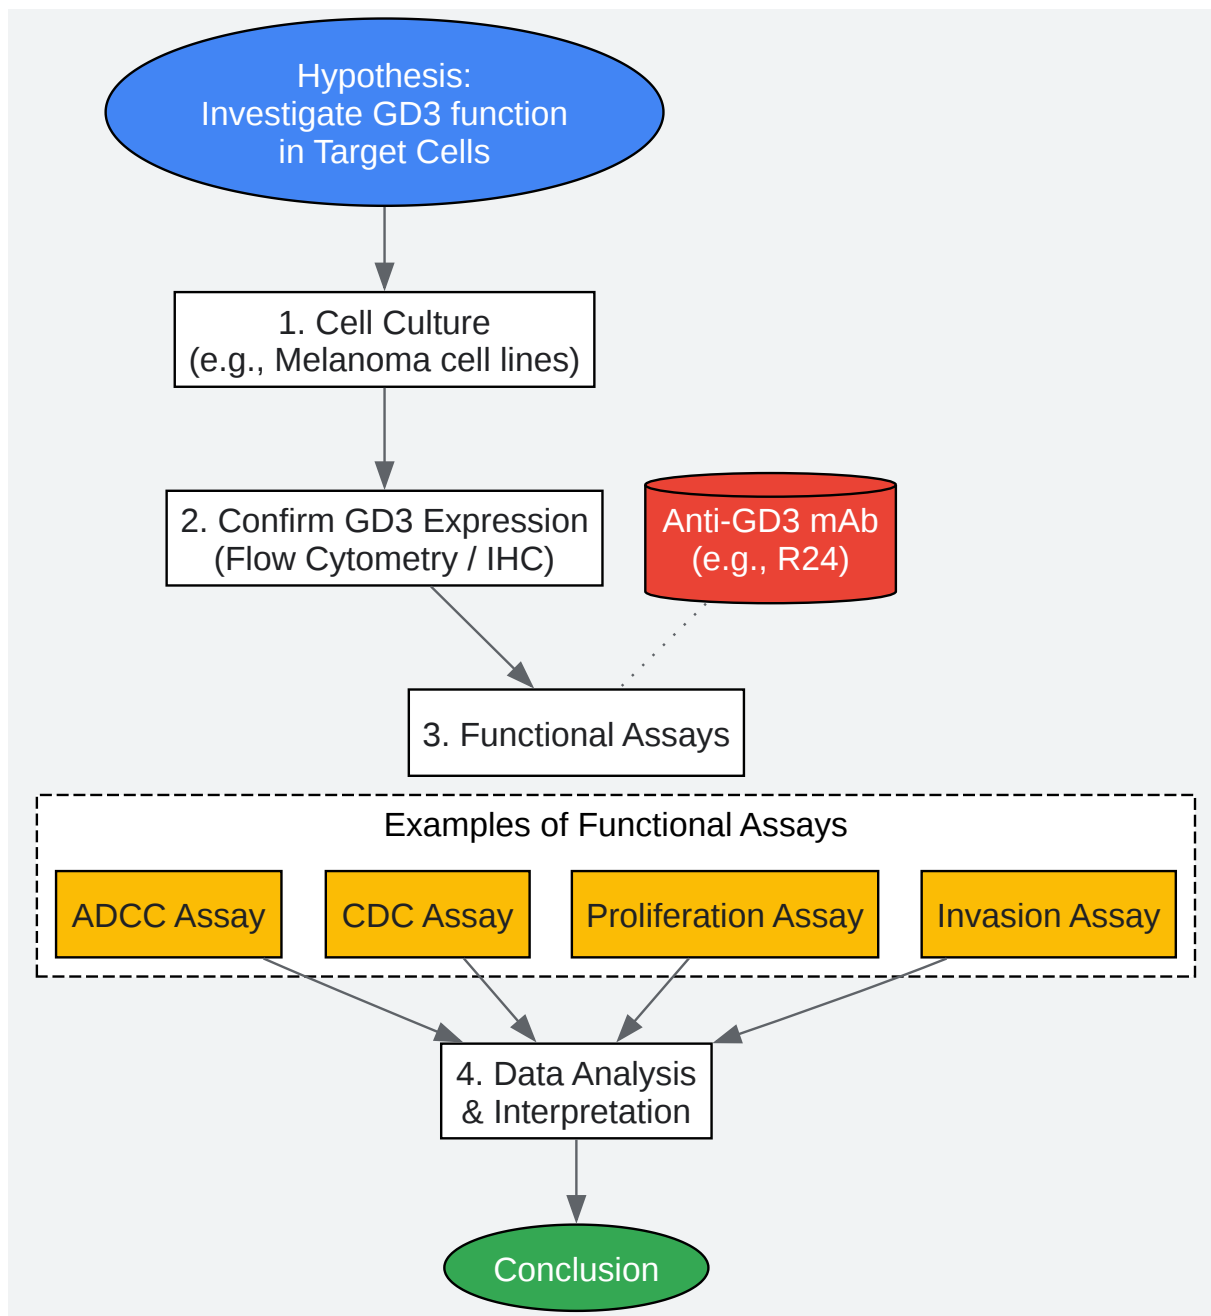 Hypothesis:
Investigate GD3 function
in Target Cells
1. Cell Culture
(e.g., Melanoma cell lines)
2. Confirm GD3 Expression
(Flow Cytometry / IHC)
Anti-GD3 mAb
(e.g., R24)
3. Functional Assays
Examples of Functional Assays
ADCC Assay
CDC Assay
Proliferation Assay
Invasion Assay
4. Data Analysis
& Interpretation
Conclusion